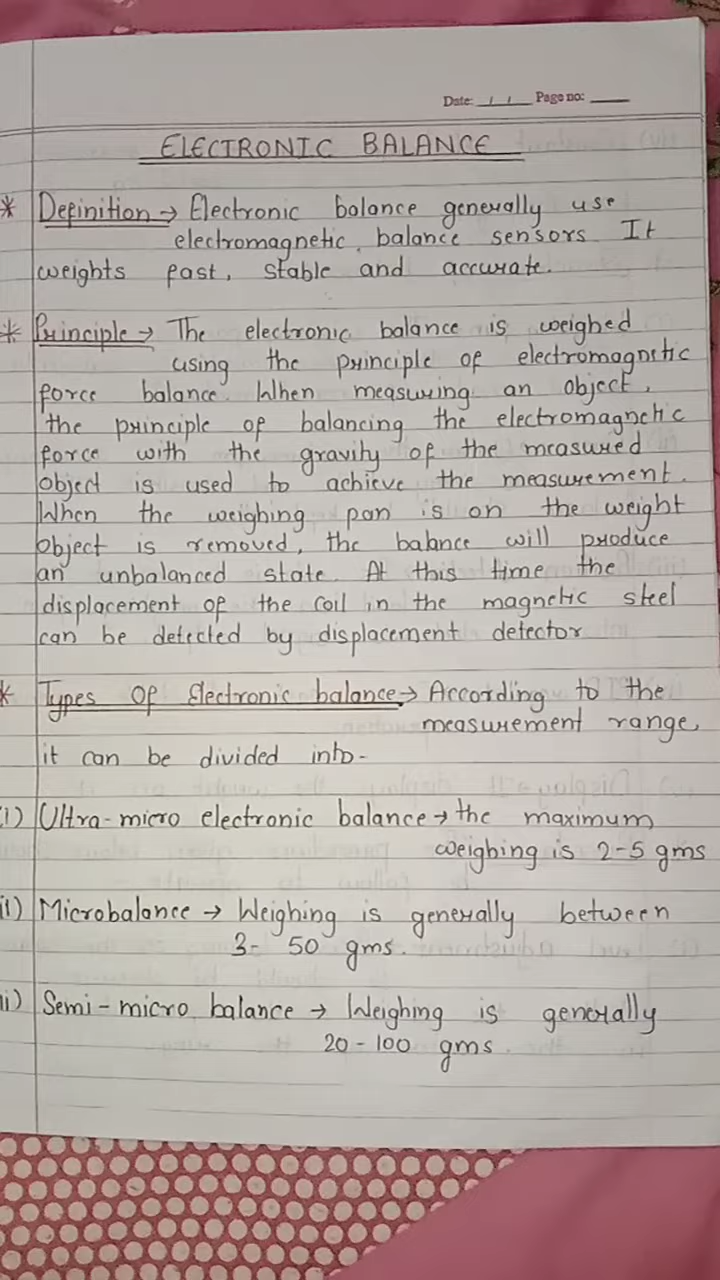 Date: / / Page no:
ELECTRONIC BALANCE
* Definition → Electronic balance generally use
electromagnetic balance sensors. It
weights fast, stable and accurate.
* Principle → The electronic balance is weighed
using the principle of electromagnetic
force balance. When measuring an object,
the principle of balancing the electromagnetic
force with the gravity of the measured
object is used to achieve the measurement.
When the weighing pan is on the weight
object is removed, the balance will produce
an unbalanced state. At this time the
displacement of the coil in the magnetic steel
can be detected by displacement detector
* Types Of Electronic balance → According to the
measurement range,
it can be divided into-
i) Ultra-micro electronic balance → the maximum
weighing is 2-5 gms
ii) Microbalance → Weighing is generally between
3- 50 gms.
ii) Semi-micro balance → Weighing is generally
20-100 gms.